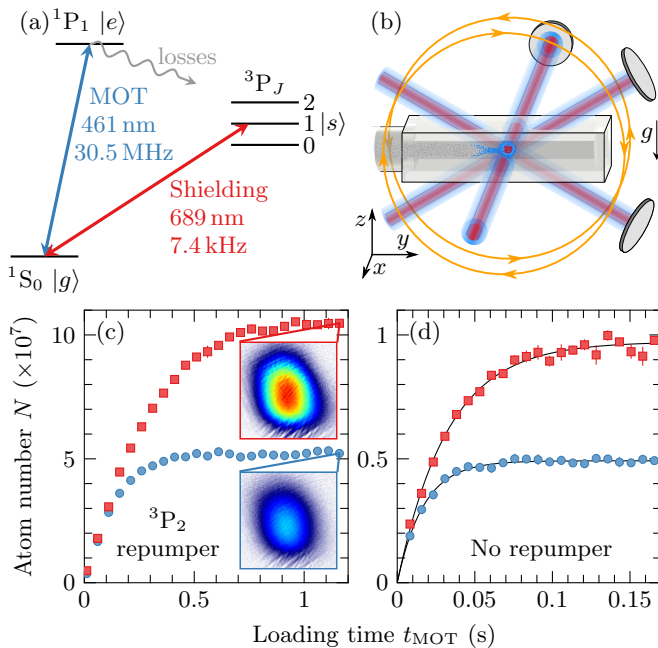 (a) ¹P₁ |e⟩
losses
MOT
461 nm
30.5 MHz
³P_J
2
1 |s⟩
0
Shielding
689 nm
7.4 kHz
¹S₀ |g⟩
(b)
g
z
y
x
Atom number N (×10⁷)
(c)
10
5
0
³P₂
repumper
0
0.5
1
(d)
1
0.5
0
No repumper
0
0.05
0.1
0.15
Loading time t_MOT (s)